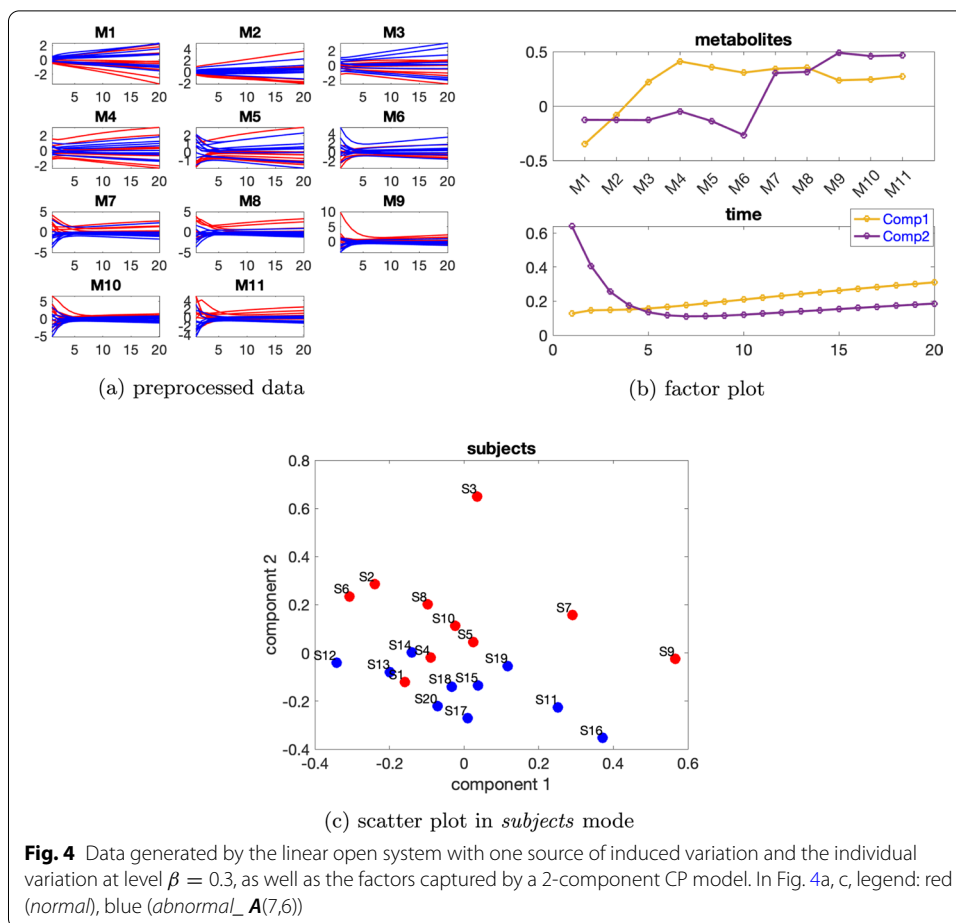 M1 M2 M3
2 0 -2
4 2 0 -2
2 0 -2
5 10 15 20 5 10 15 20 5 10 15 20
M4 M5 M6
2 0 -2
2 1 0 -1
4 2 0 -2
5 10 15 20 5 10 15 20 5 10 15 20
M7 M8 M9
5 0 -5
5 0 -5
10 5 0
5 10 15 20 5 10 15 20 5 10 15 20
M10 M11
5 0 -5
4 2 0 -2 -4
5 10 15 20 5 10 15 20
(a) preprocessed data
metabolites
0.5
0
-0.5
M1 M2 M3 M4 M5 M6 M7 M8 M9 M10 M11
time
0.6
0.4
0.2
0
Comp1
Comp2
0 5 10 15 20
(b) factor plot
subjects
0.8
0.6
0.4
0.2
0
-0.2
-0.4
component 2
S3
S2
S6
S8
S7
S10
S5
S14
S4
S12
S19
S9
S13
S1
S18
S15
S20
S17
S11
S16
-0.4 -0.2 0 0.2 0.4 0.6
component 1
(c) scatter plot in subjects mode
Fig. 4 Data generated by the linear open system with one source of induced variation and the individual
variation at level β = 0.3, as well as the factors captured by a 2-component CP model. In Fig. 4a, c, legend: red
(normal), blue (abnormal_ A(7,6))